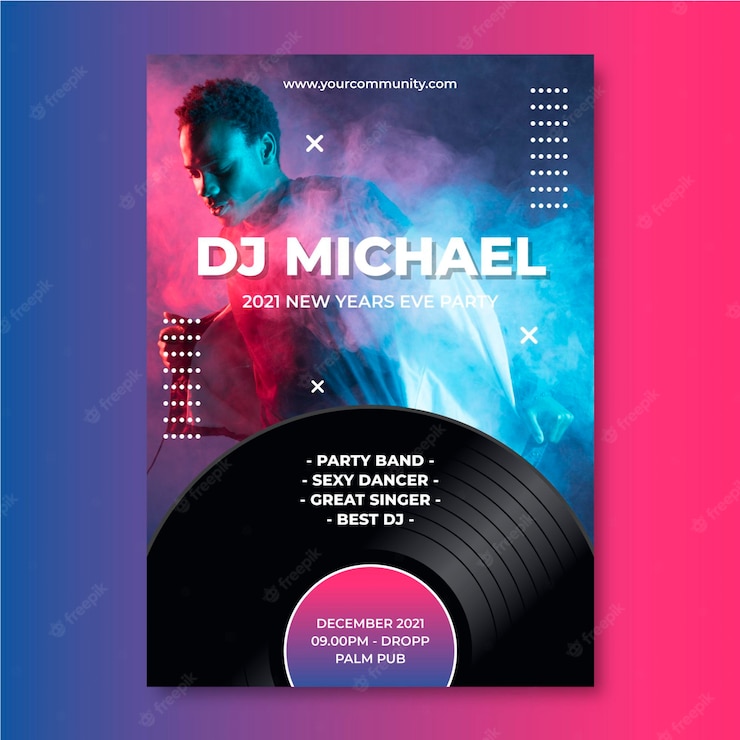 www.yourcommunity.com
DJ MICHAEL
2021 NEW YEARS EVE PARTY
- PARTY BAND -
- SEXY DANCER -
- GREAT SINGER -
- BEST DJ -
DECEMBER 2021
09.00PM - DROPP
PALM PUB
freepik